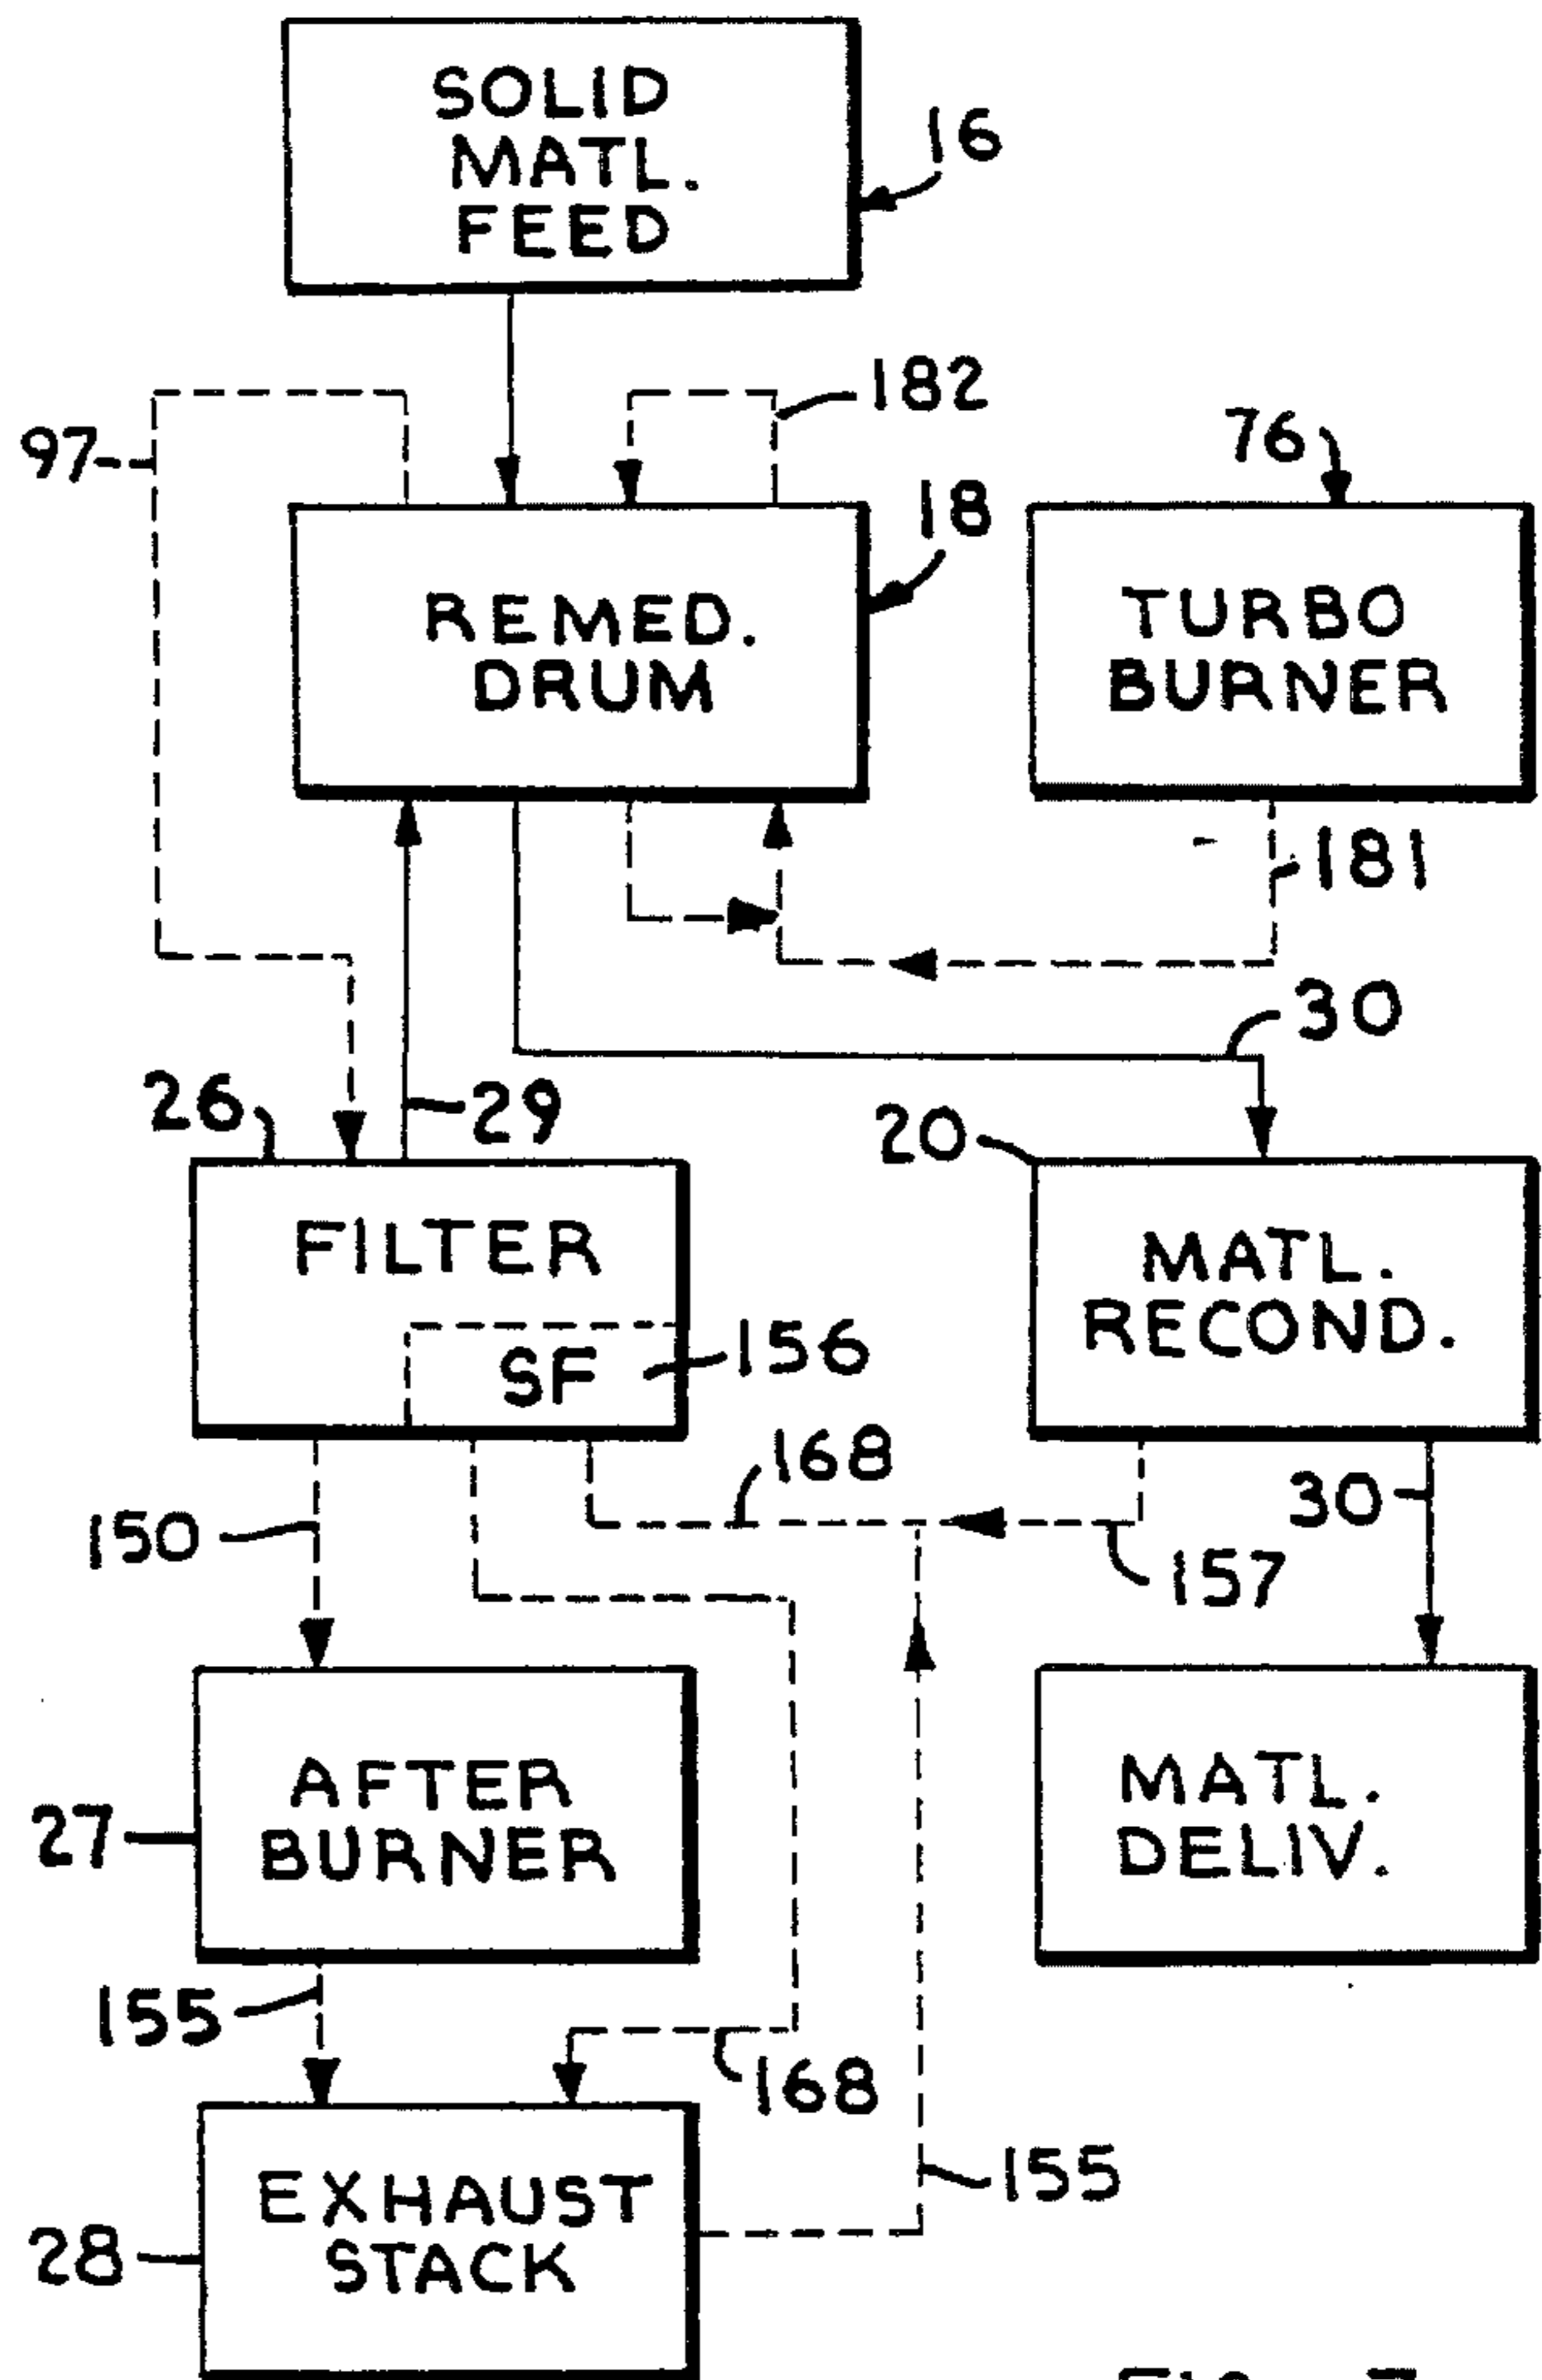 SOLID
MATL.
FEED
16
182
97
76
18
REMED.
DRUM
TURBO
BURNER
181
30
26
29
20
FILTER
SF
156
MATL.
RECOND.
168
150
30
157
AFTER
BURNER
27
MATL.
DELIV.
155
168
EXHAUST
STACK
28
155